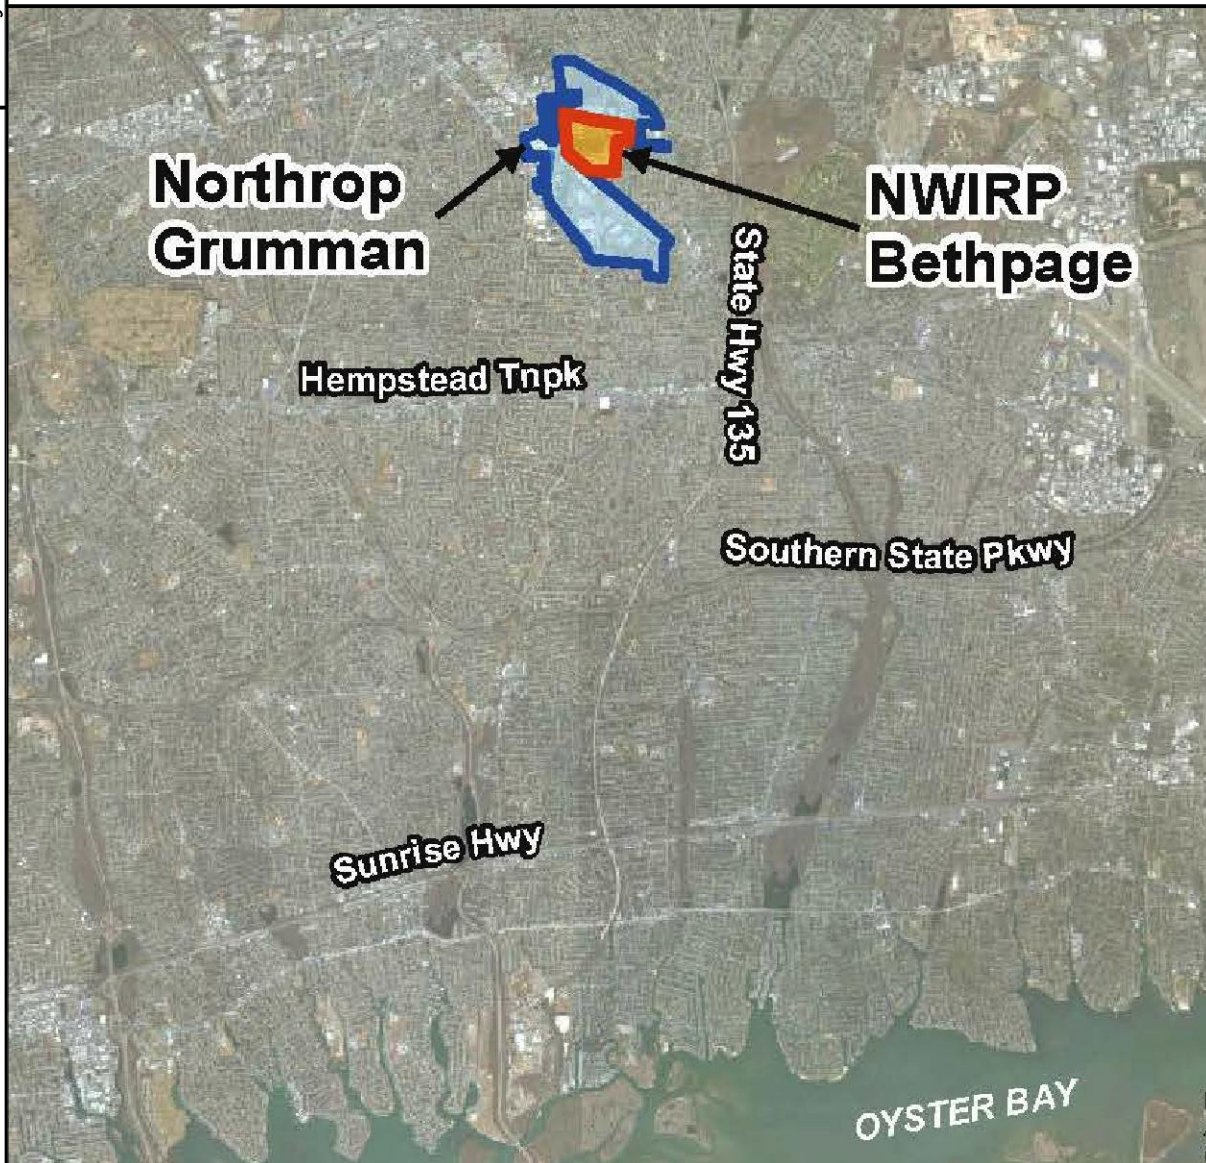 Northrop
Grumman
NWIRP
Bethpage
State Hwy 135
Hempstead Tnpk
Southern State Pkwy
Sunrise Hwy
OYSTER BAY